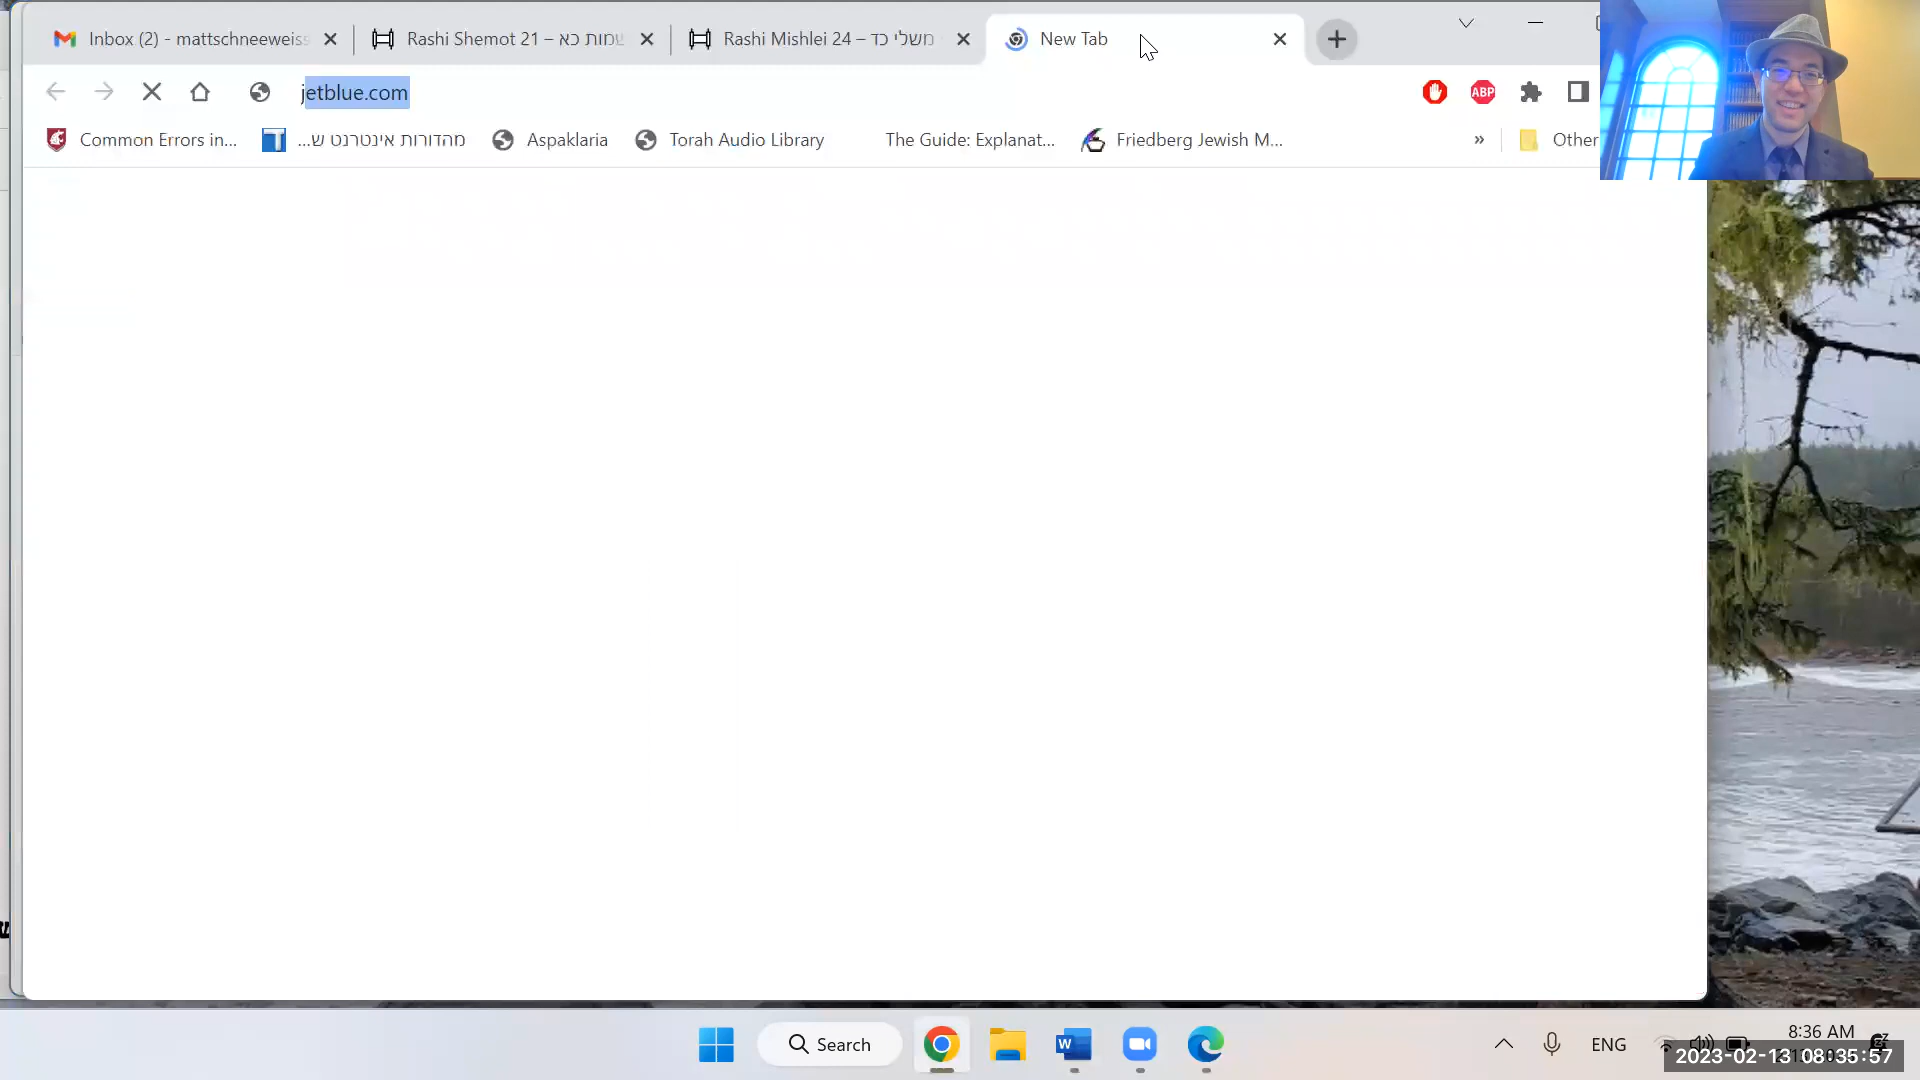 Inbox (2) - mattschneeweiss
Rashi Shemot 21 – שמות כא
Rashi Mishlei 24 – משלי כד
New Tab
jetblue.com
ABP
Common Errors in...
מהדורות אינטרנט ש...
Aspaklaria
Torah Audio Library
The Guide: Explanat...
Friedberg Jewish M...
»
Other
Search
W
ENG
8:36 AM
2023-02-13 08:35:57